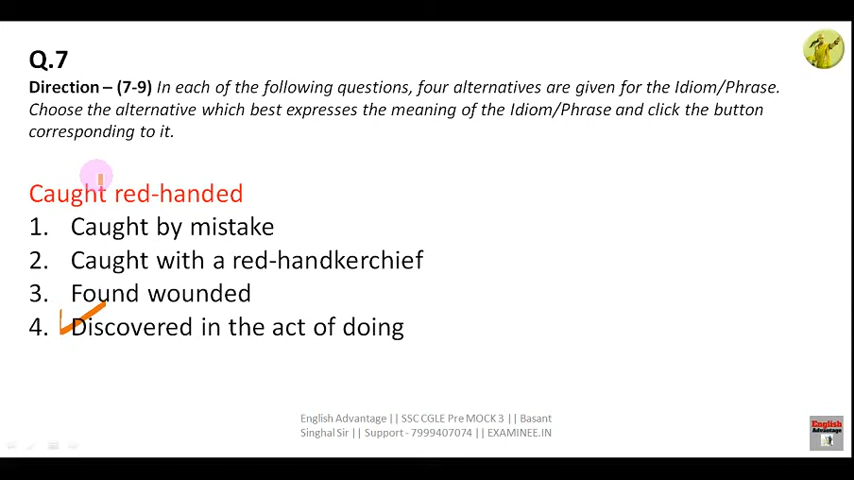 Q.7
Direction – (7-9) In each of the following questions, four alternatives are given for the Idiom/Phrase.
Choose the alternative which best expresses the meaning of the Idiom/Phrase and click the button
corresponding to it.
Caught red-handed
1. Caught by mistake
2. Caught with a red-handkerchief
3. Found wounded
4. Discovered in the act of doing
English Advantage || SSC CGLE Pre MOCK 3 || Basant
Singhal Sir || Support - 7999407074 || EXAMINEE.IN
English
Advantage